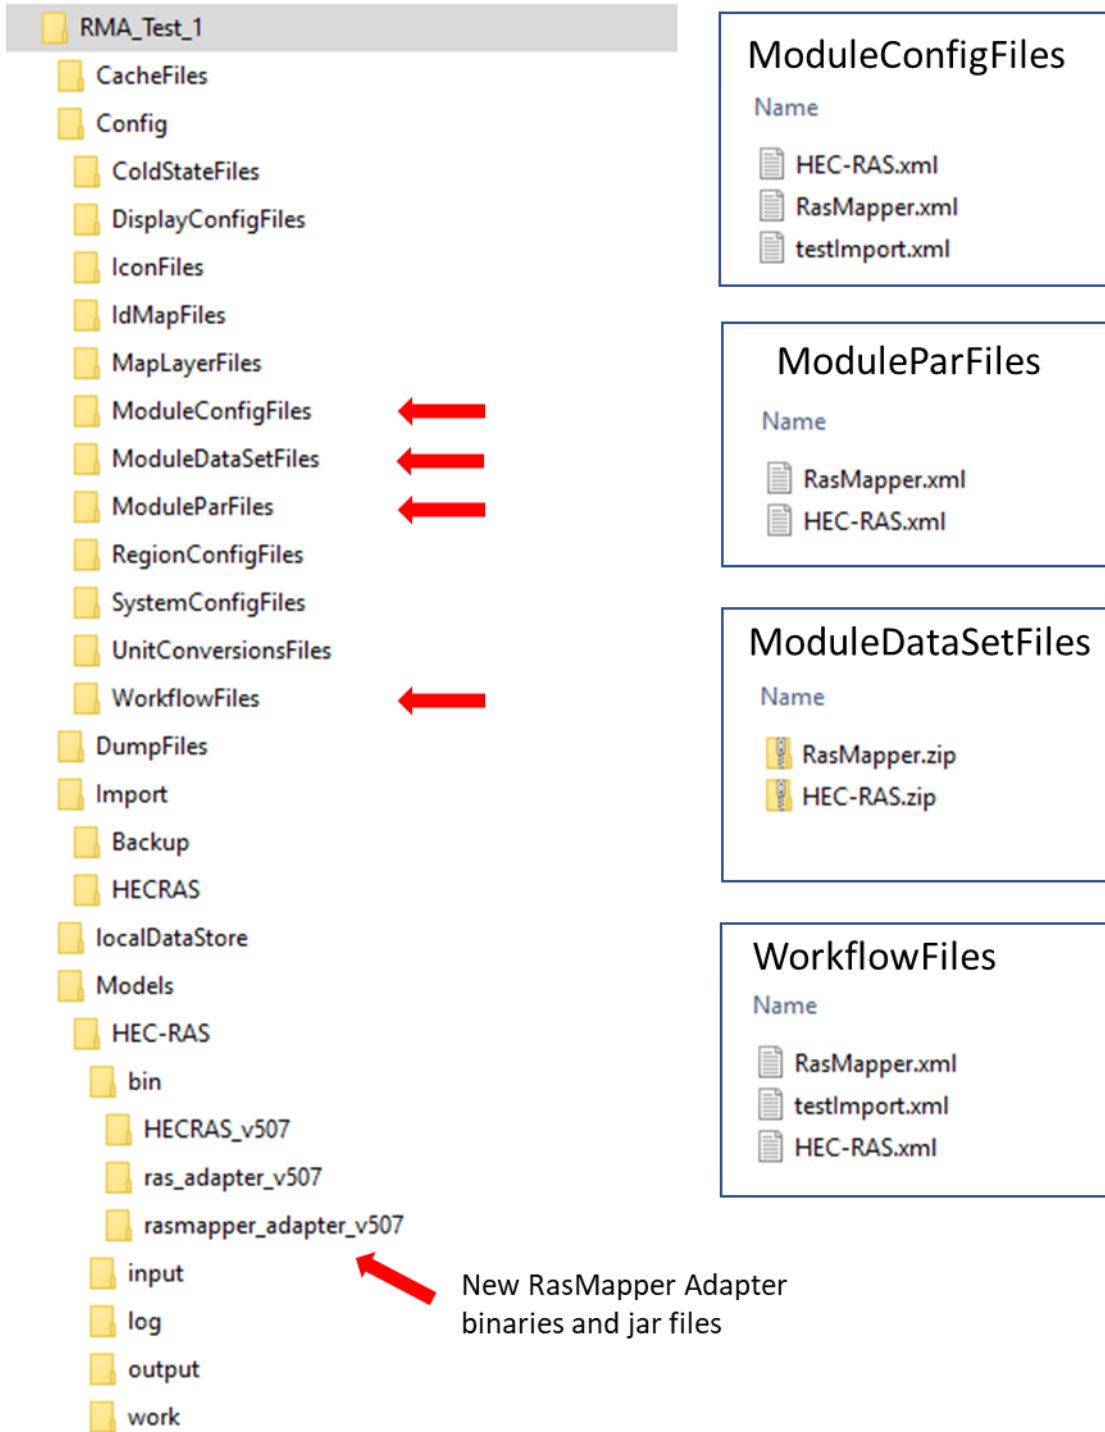 RMA_Test_1
CacheFiles
Config
ColdStateFiles
DisplayConfigFiles
IconFiles
IdMapFiles
MapLayerFiles
ModuleConfigFiles
ModuleDataSetFiles
ModuleParFiles
RegionConfigFiles
SystemConfigFiles
UnitConversionsFiles
WorkflowFiles
DumpFiles
Import
Backup
HECRAS
localDataStore
Models
HEC-RAS
bin
HECRAS_v507
ras_adapter_v507
rasmapper_adapter_v507
input
log
output
work
New RasMapper Adapter
binaries and jar files
ModuleConfigFiles
Name
HEC-RAS.xml
RasMapper.xml
testImport.xml
ModuleParFiles
Name
RasMapper.xml
HEC-RAS.xml
ModuleDataSetFiles
Name
RasMapper.zip
HEC-RAS.zip
WorkflowFiles
Name
RasMapper.xml
testImport.xml
HEC-RAS.xml